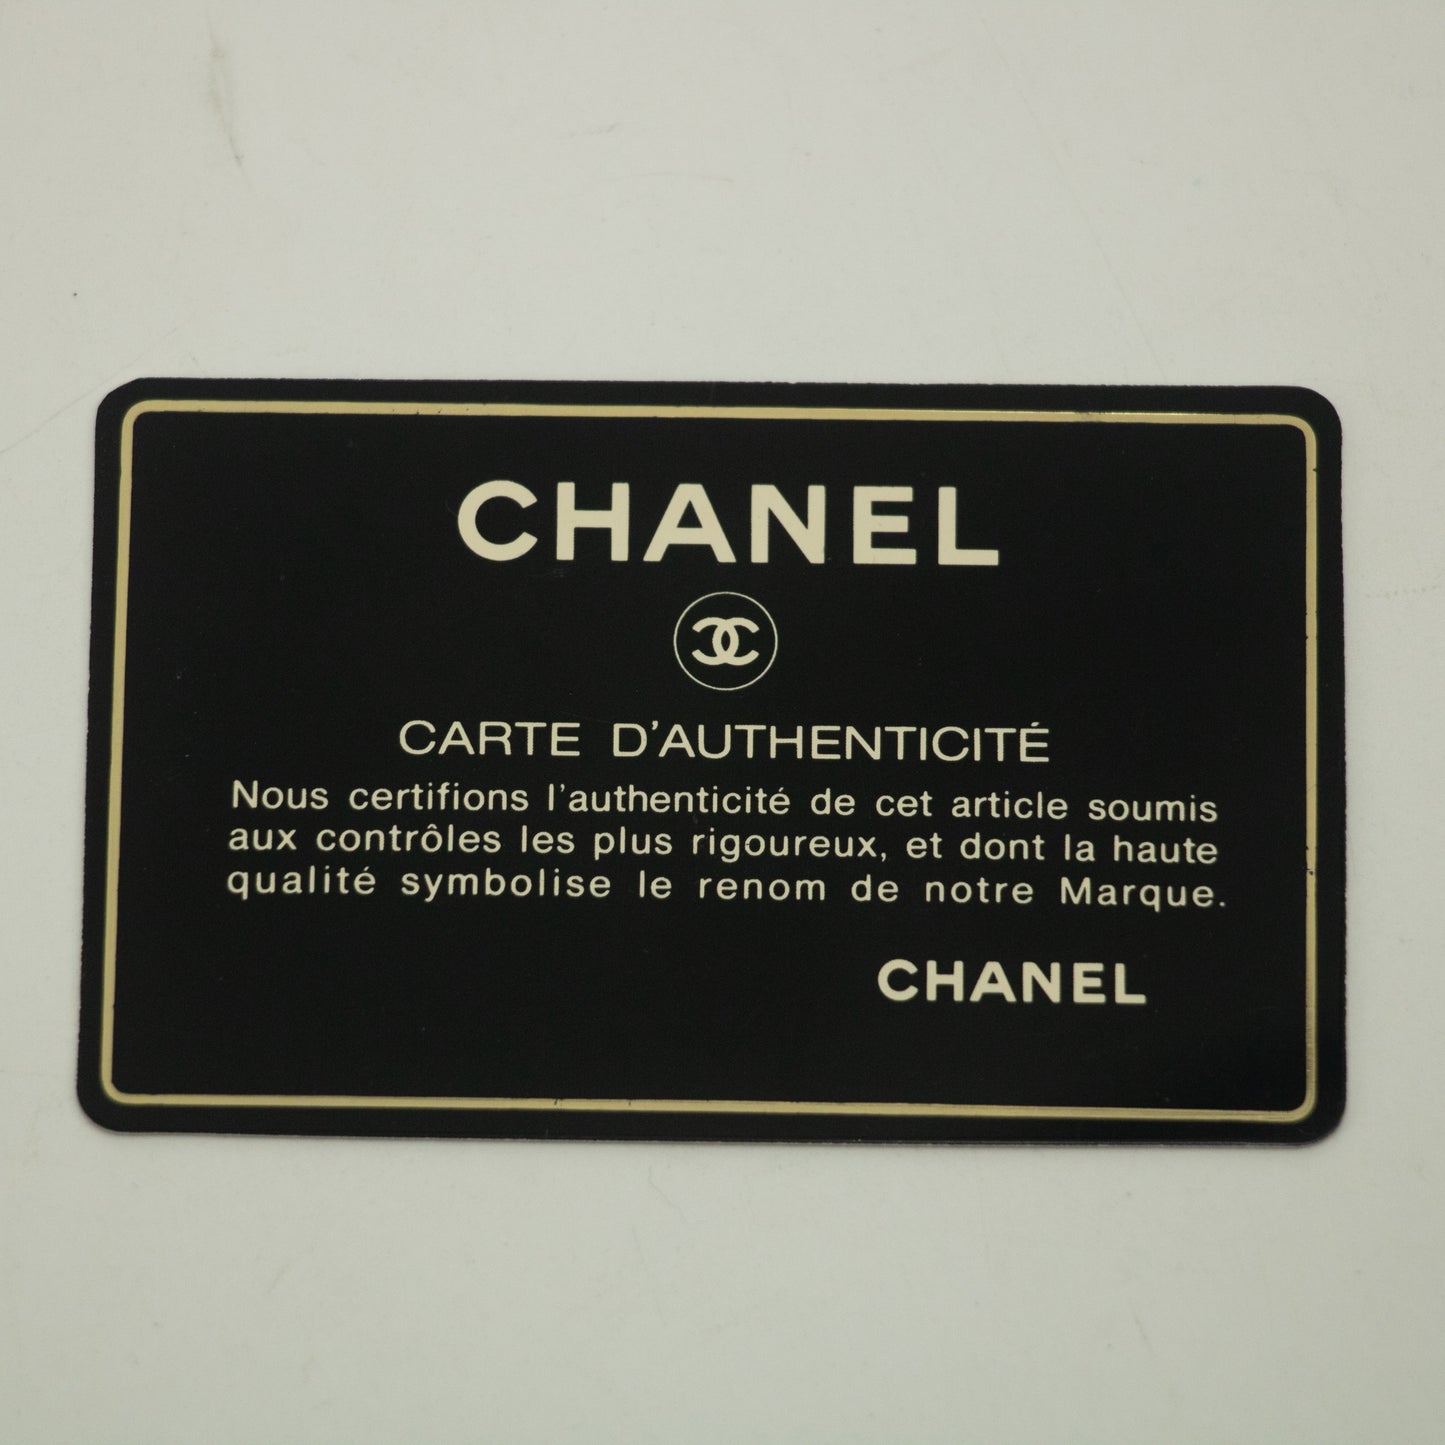 CHANEL
CARTE D'AUTHENTICITÉ
Nous certifions l'authenticité de cet article soumis
aux contrôles les plus rigoureux, et dont la haute
qualité symbolise le renom de notre Marque.
CHANEL